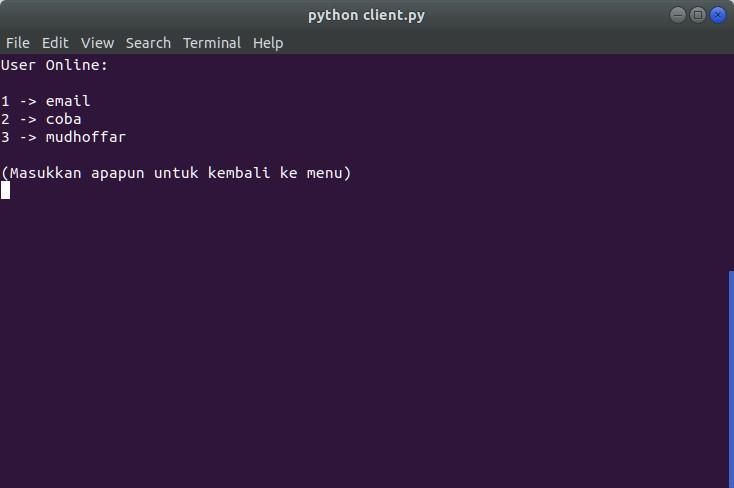 python client.py
File Edit View Search Terminal Help
User Online:
1 -> email
2 -> coba
3 -> mudhoffar
(Masukkan apapun untuk kembali ke menu)